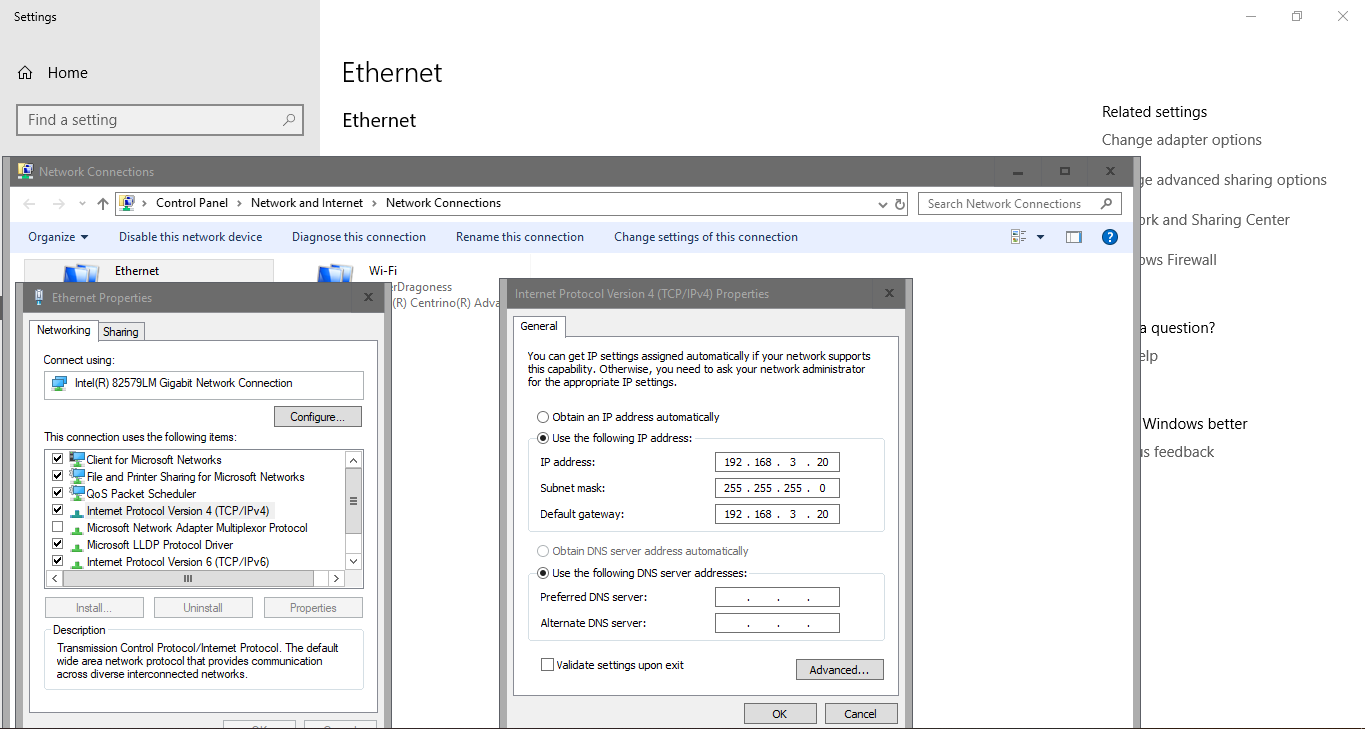 Settings
Home
Find a setting
Ethernet
Ethernet
Related settings
Change adapter options
ge advanced sharing options
rk and Sharing Center
ows Firewall
a question?
elp
Windows better
us feedback
Network Connections
Control Panel > Network and Internet > Network Connections
Search Network Connections
Organize
Disable this network device
Diagnose this connection
Rename this connection
Change settings of this connection
Ethernet
Wi-Fi
erDragoness
(R) Centrino(R) Adva
Ethernet Properties
Networking
Sharing
Connect using:
Intel(R) 82579LM Gigabit Network Connection
Configure...
This connection uses the following items:
Client for Microsoft Networks
File and Printer Sharing for Microsoft Networks
QoS Packet Scheduler
Internet Protocol Version 4 (TCP/IPv4)
Microsoft Network Adapter Multiplexor Protocol
Microsoft LLDP Protocol Driver
Internet Protocol Version 6 (TCP/IPv6)
Install...
Uninstall
Properties
Description
Transmission Control Protocol/Internet Protocol. The default
wide area network protocol that provides communication
across diverse interconnected networks.
Internet Protocol Version 4 (TCP/IPv4) Properties
General
You can get IP settings assigned automatically if your network supports
this capability. Otherwise, you need to ask your network administrator
for the appropriate IP settings.
Obtain an IP address automatically
Use the following IP address:
IP address:
192 . 168 . 3 . 20
Subnet mask:
255 . 255 . 255 . 0
Default gateway:
192 . 168 . 3 . 20
Obtain DNS server address automatically
Use the following DNS server addresses:
Preferred DNS server:
. . .
Alternate DNS server:
. . .
Validate settings upon exit
Advanced...
OK
Cancel